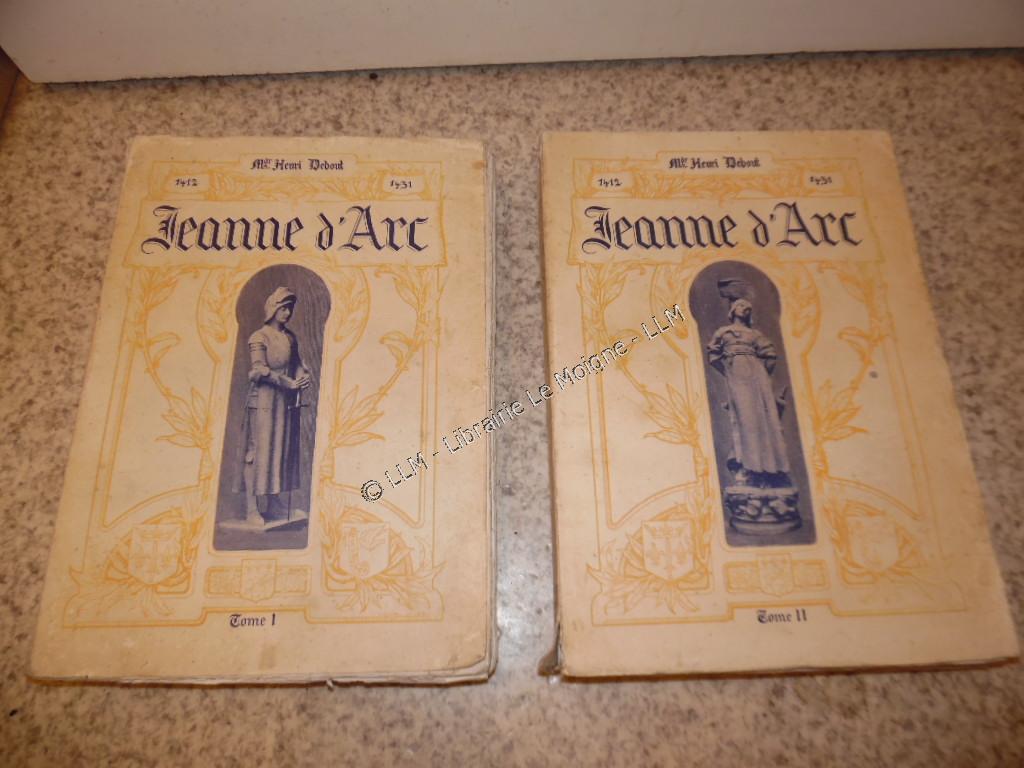 Mgr Henri Debout
1412 1431
Jeanne d'Arc
Tome I
Mgr Henri Debout
1412 1431
Jeanne d'Arc
Tome II
© LLM - Librairie Le Moigne - LLM